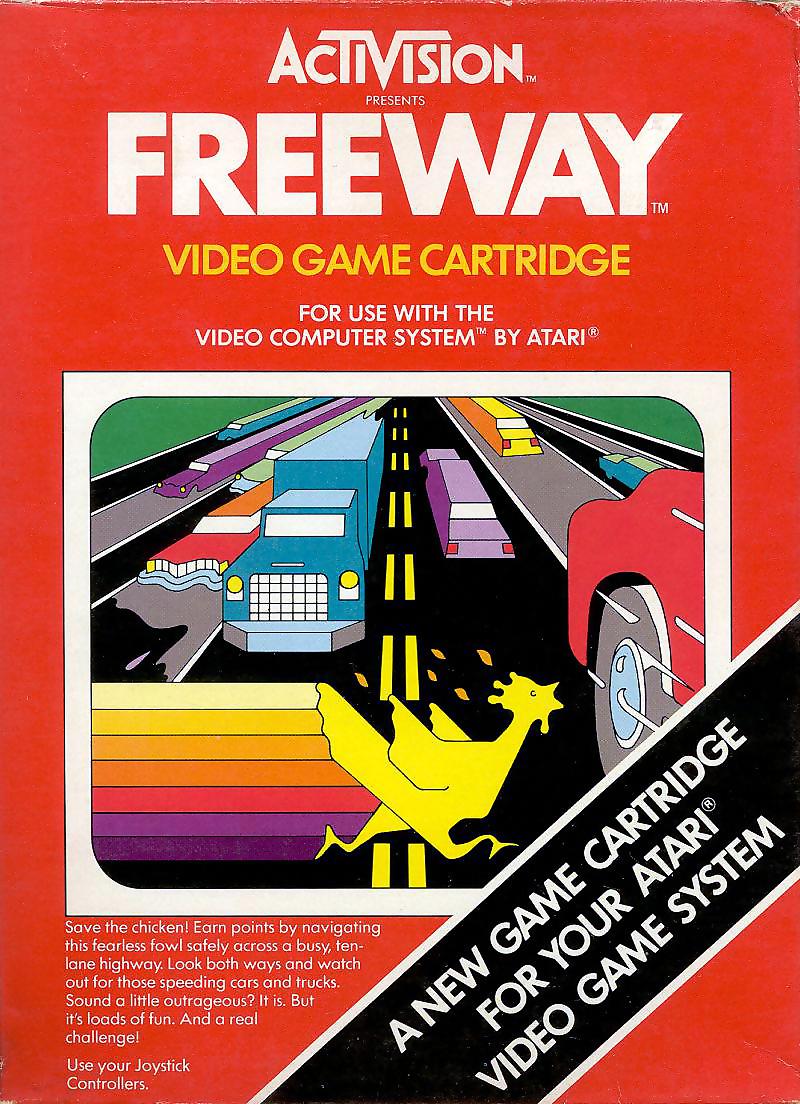 ACTIVISION™
PRESENTS
FREEWAY™
VIDEO GAME CARTRIDGE
FOR USE WITH THE
VIDEO COMPUTER SYSTEM™ BY ATARI®
Save the chicken! Earn points by navigating
this fearless fowl safely across a busy, ten-
lane highway. Look both ways and watch
out for those speeding cars and trucks.
Sound a little outrageous? It is. But
it's loads of fun. And a real
challenge!
Use your Joystick
Controllers.
A NEW GAME CARTRIDGE
FOR YOUR ATARI®
VIDEO GAME SYSTEM